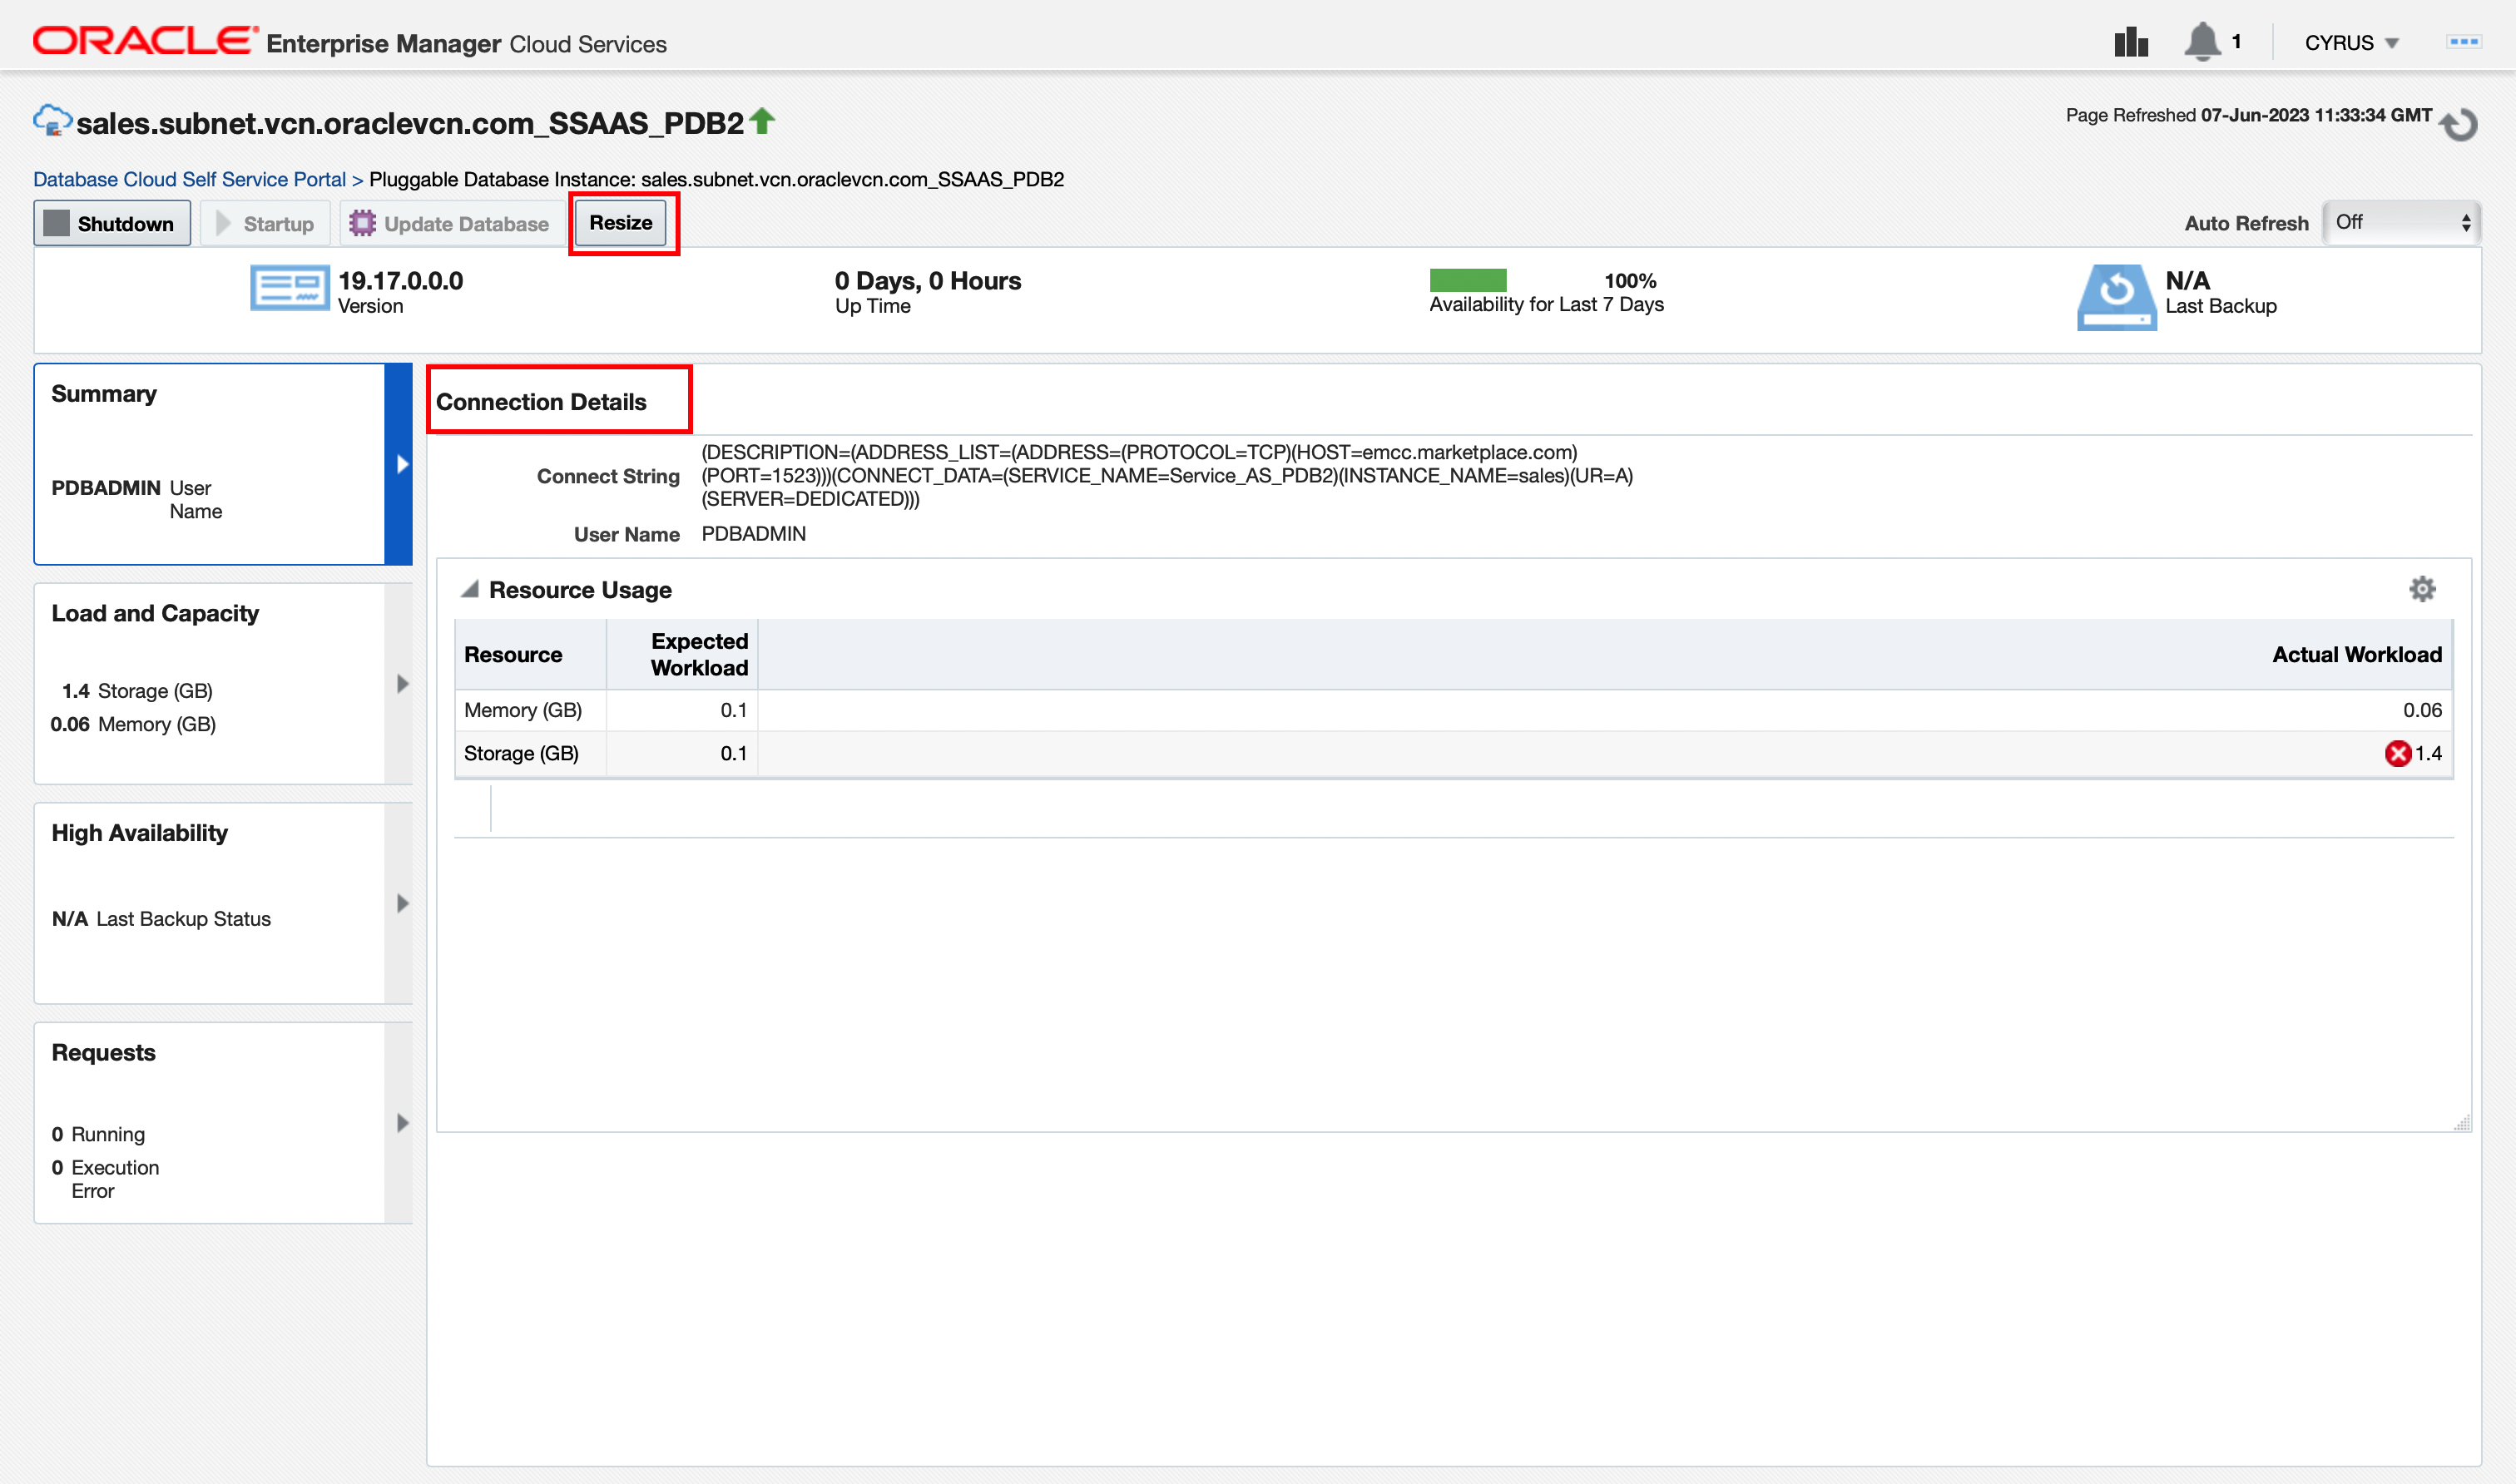 ORACLE Enterprise Manager Cloud Services
1
CYRUS
sales.subnet.vcn.oraclevcn.com_SSAAS_PDB2
Page Refreshed 07-Jun-2023 11:33:34 GMT
Database Cloud Self Service Portal > Pluggable Database Instance: sales.subnet.vcn.oraclevcn.com_SSAAS_PDB2
Shutdown Startup Update Database Resize
Auto Refresh Off
19.17.0.0.0
Version
0 Days, 0 Hours
Up Time
100%
Availability for Last 7 Days
N/A
Last Backup
Summary
PDBADMIN User
Name
Load and Capacity
1.4 Storage (GB)
0.06 Memory (GB)
High Availability
N/A Last Backup Status
Requests
0 Running
0 Execution
Error
Connection Details
Connect String
(DESCRIPTION=(ADDRESS_LIST=(ADDRESS=(PROTOCOL=TCP)(HOST=emcc.marketplace.com)
(PORT=1523)))(CONNECT_DATA=(SERVICE_NAME=Service_AS_PDB2)(INSTANCE_NAME=sales)(UR=A)
(SERVER=DEDICATED)))
User Name PDBADMIN
Resource Usage
Resource
Expected
Workload
Actual Workload
Memory (GB) 0.1 0.06
Storage (GB) 0.1 1.4